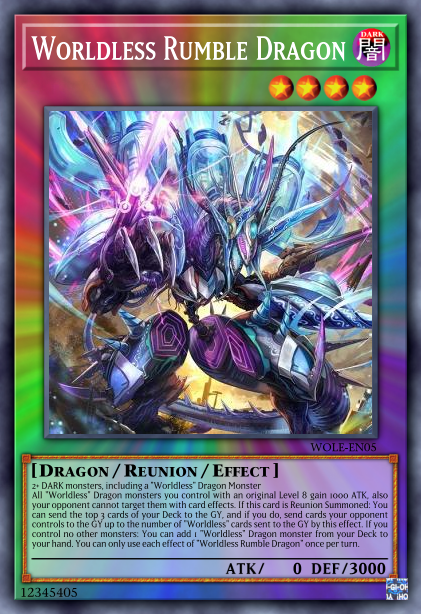 WORLDLESS RUMBLE DRAGON
DARK
闇
WOLE-EN05
[DRAGON / REUNION / EFFECT ]
2+ DARK monsters, including a "Worldless" Dragon Monster
All "Worldless" Dragon monsters you control with an original Level 8 gain 1000 ATK, also
your opponent cannot target them with card effects. If this card is Reunion Summoned: You
can send the top 3 cards of your Deck to the GY, and if you do, send cards your opponent
controls to the GY up to the number of "Worldless" cards sent to the GY by this effect. If you
control no other monsters: You can add 1 "Worldless" Dragon monster from your Deck to
your hand. You can only use each effect of "Worldless Rumble Dragon" once per turn.
ATK/ 0 DEF/3000
12345405